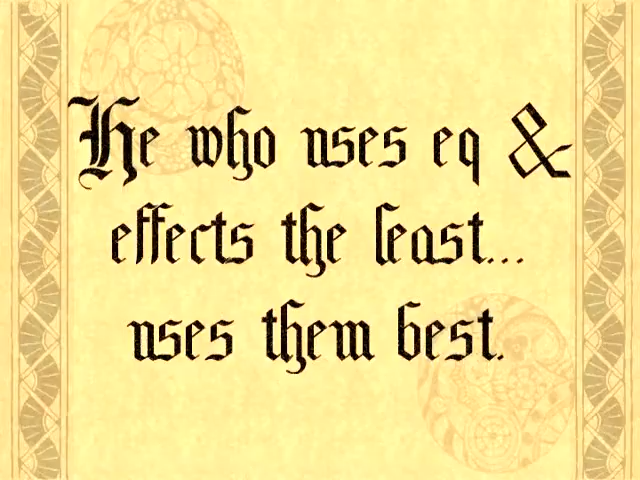 He who uses eq &
effects the least...
uses them best.